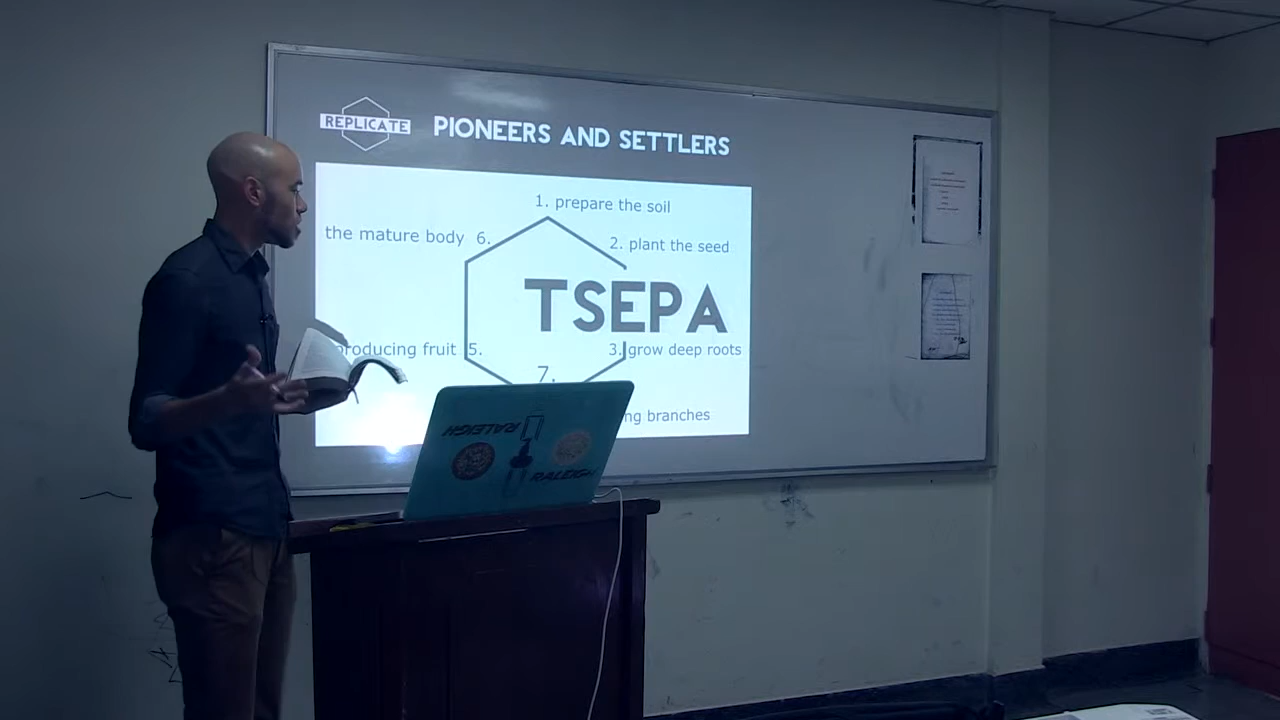 REPLICATE
PIONEERS AND SETTLERS
1. prepare the soil
the mature body 6.
2. plant the seed
TSEPA
producing fruit 5.
3. grow deep roots
7.
branches
RALEIGH
RALEIGH